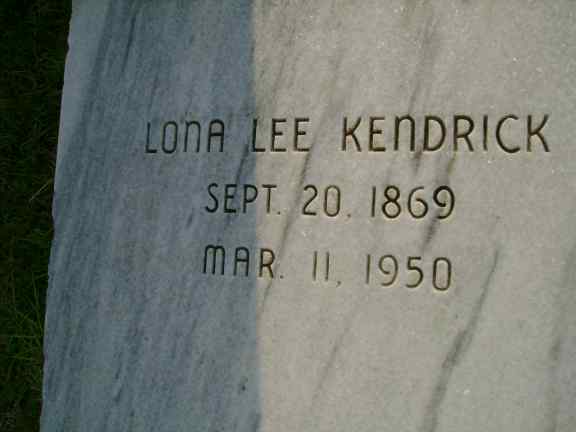 LONA LEE KENDRICK
SEPT. 20, 1869
MAR. 11, 1950